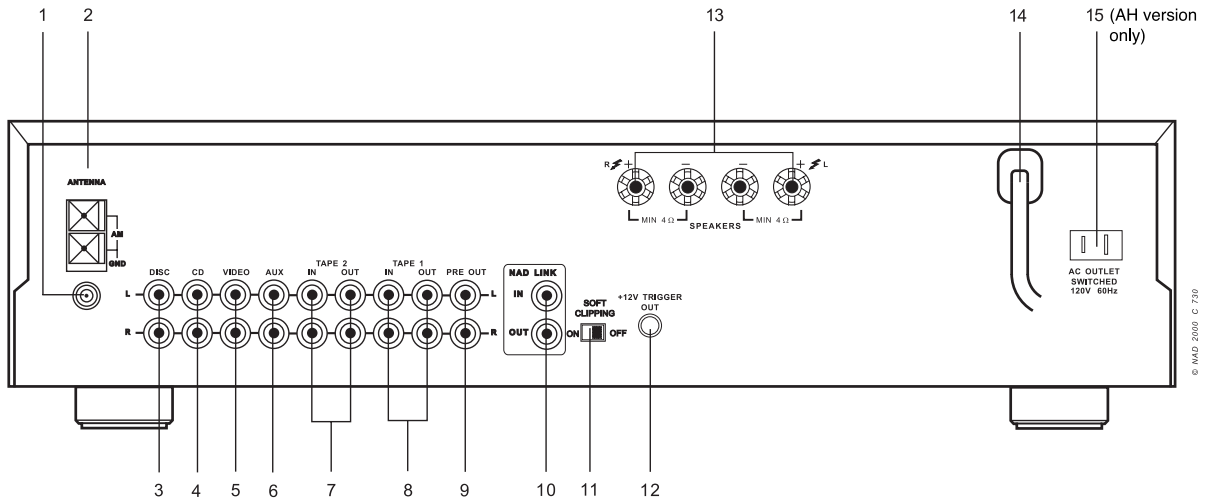 1 2 13 14 15 (AH version
only)
R + − − + L
ANTENNA
MIN 4Ω MIN 4Ω
SPEAKERS
AM
GND
DISC CD VIDEO AUX IN TAPE 2 OUT IN TAPE 1 OUT PRE OUT
NAD LINK
L L
IN
R R
OUT
SOFT
CLIPPING
ON OFF
+12V TRIGGER
OUT
AC OUTLET
SWITCHED
120V 60Hz
© NAD 2000 C 730
3 4 5 6 7 8 9 10 11 12